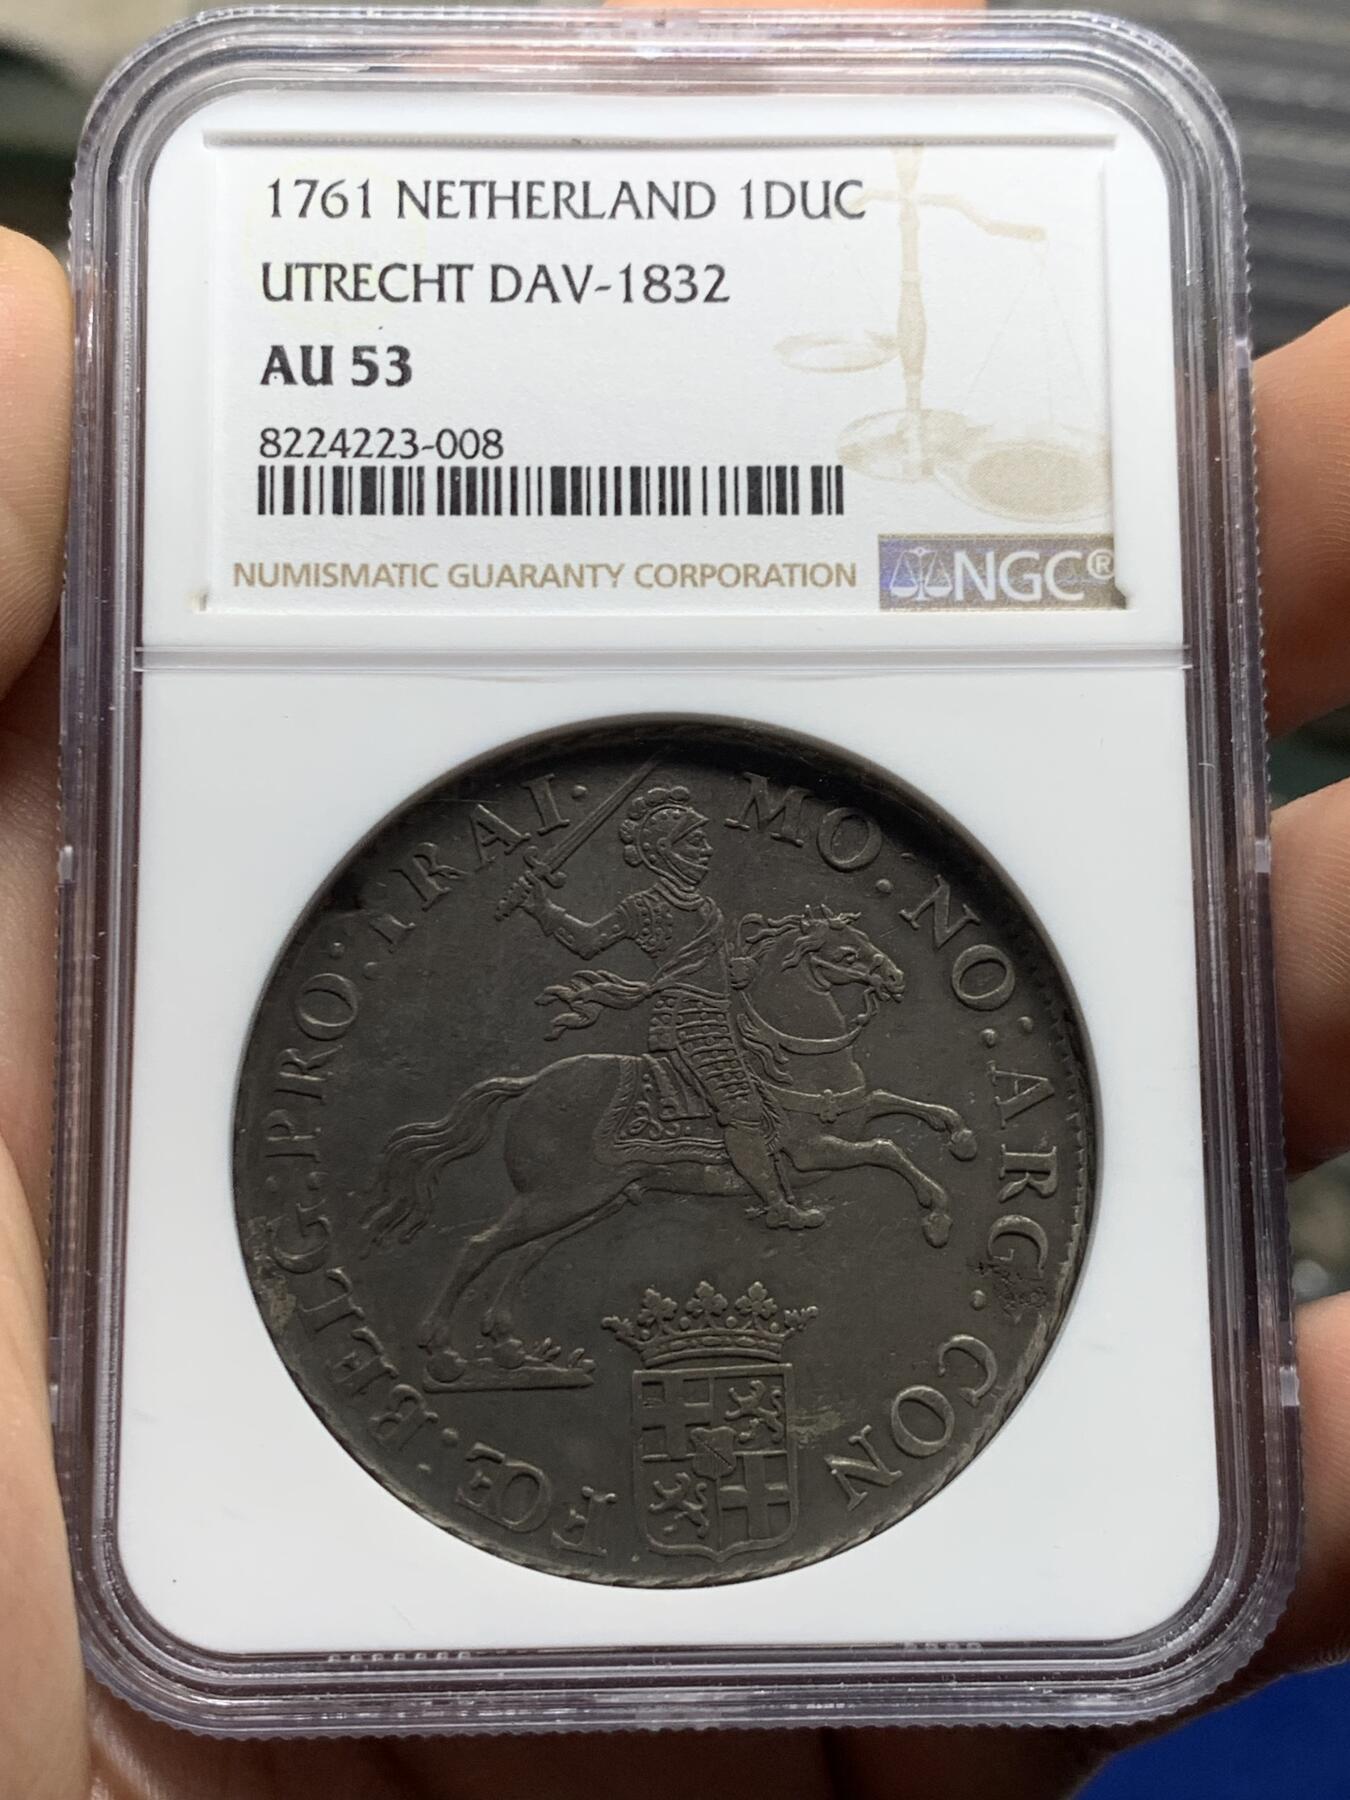 1761 NETHERLAND 1DUC
UTRECHT DAV-1832
AU 53
8224223-008
NUMISMATIC GUARANTY CORPORATION
NGC®
MO· NO: ARG· CON
FŒ· BELG· PRO· TRAI·